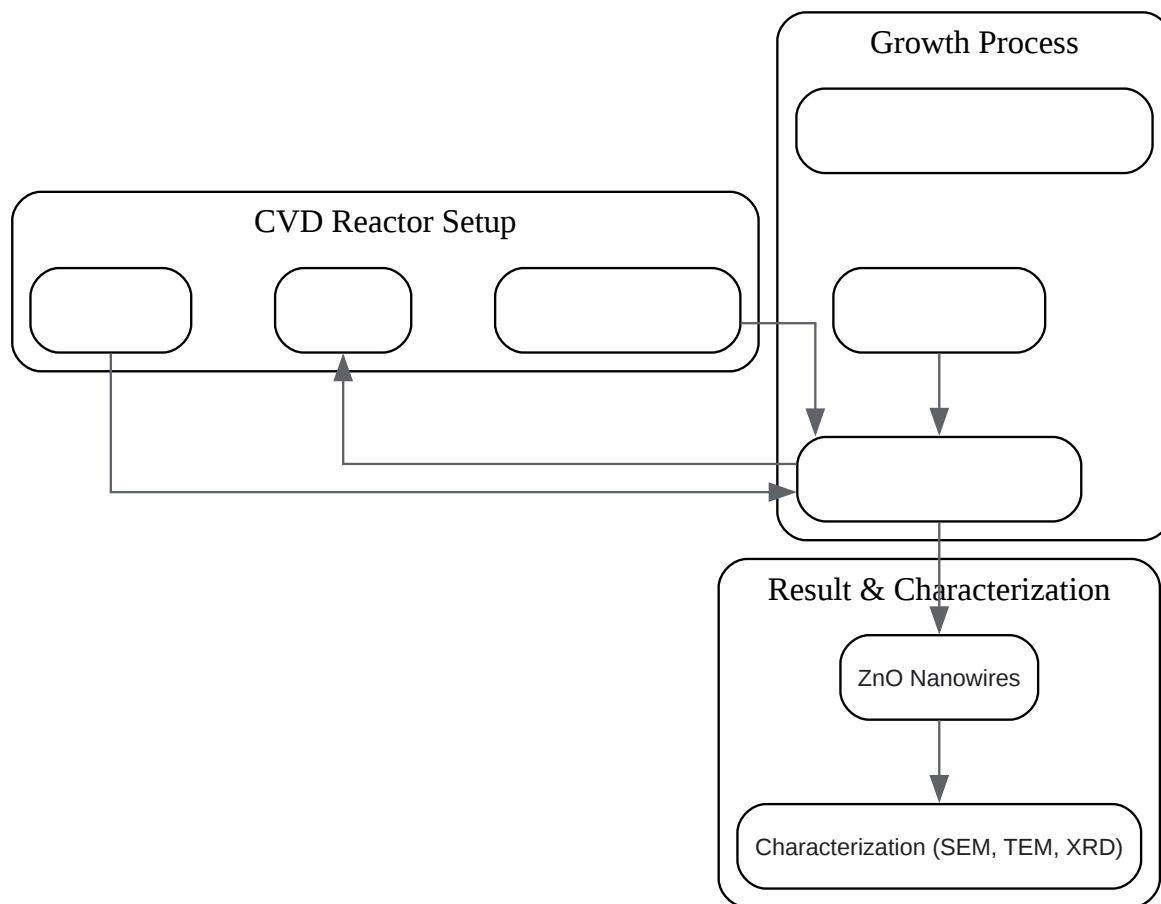 Growth Process
CVD Reactor Setup
Result & Characterization
ZnO Nanowires
Characterization (SEM, TEM, XRD)